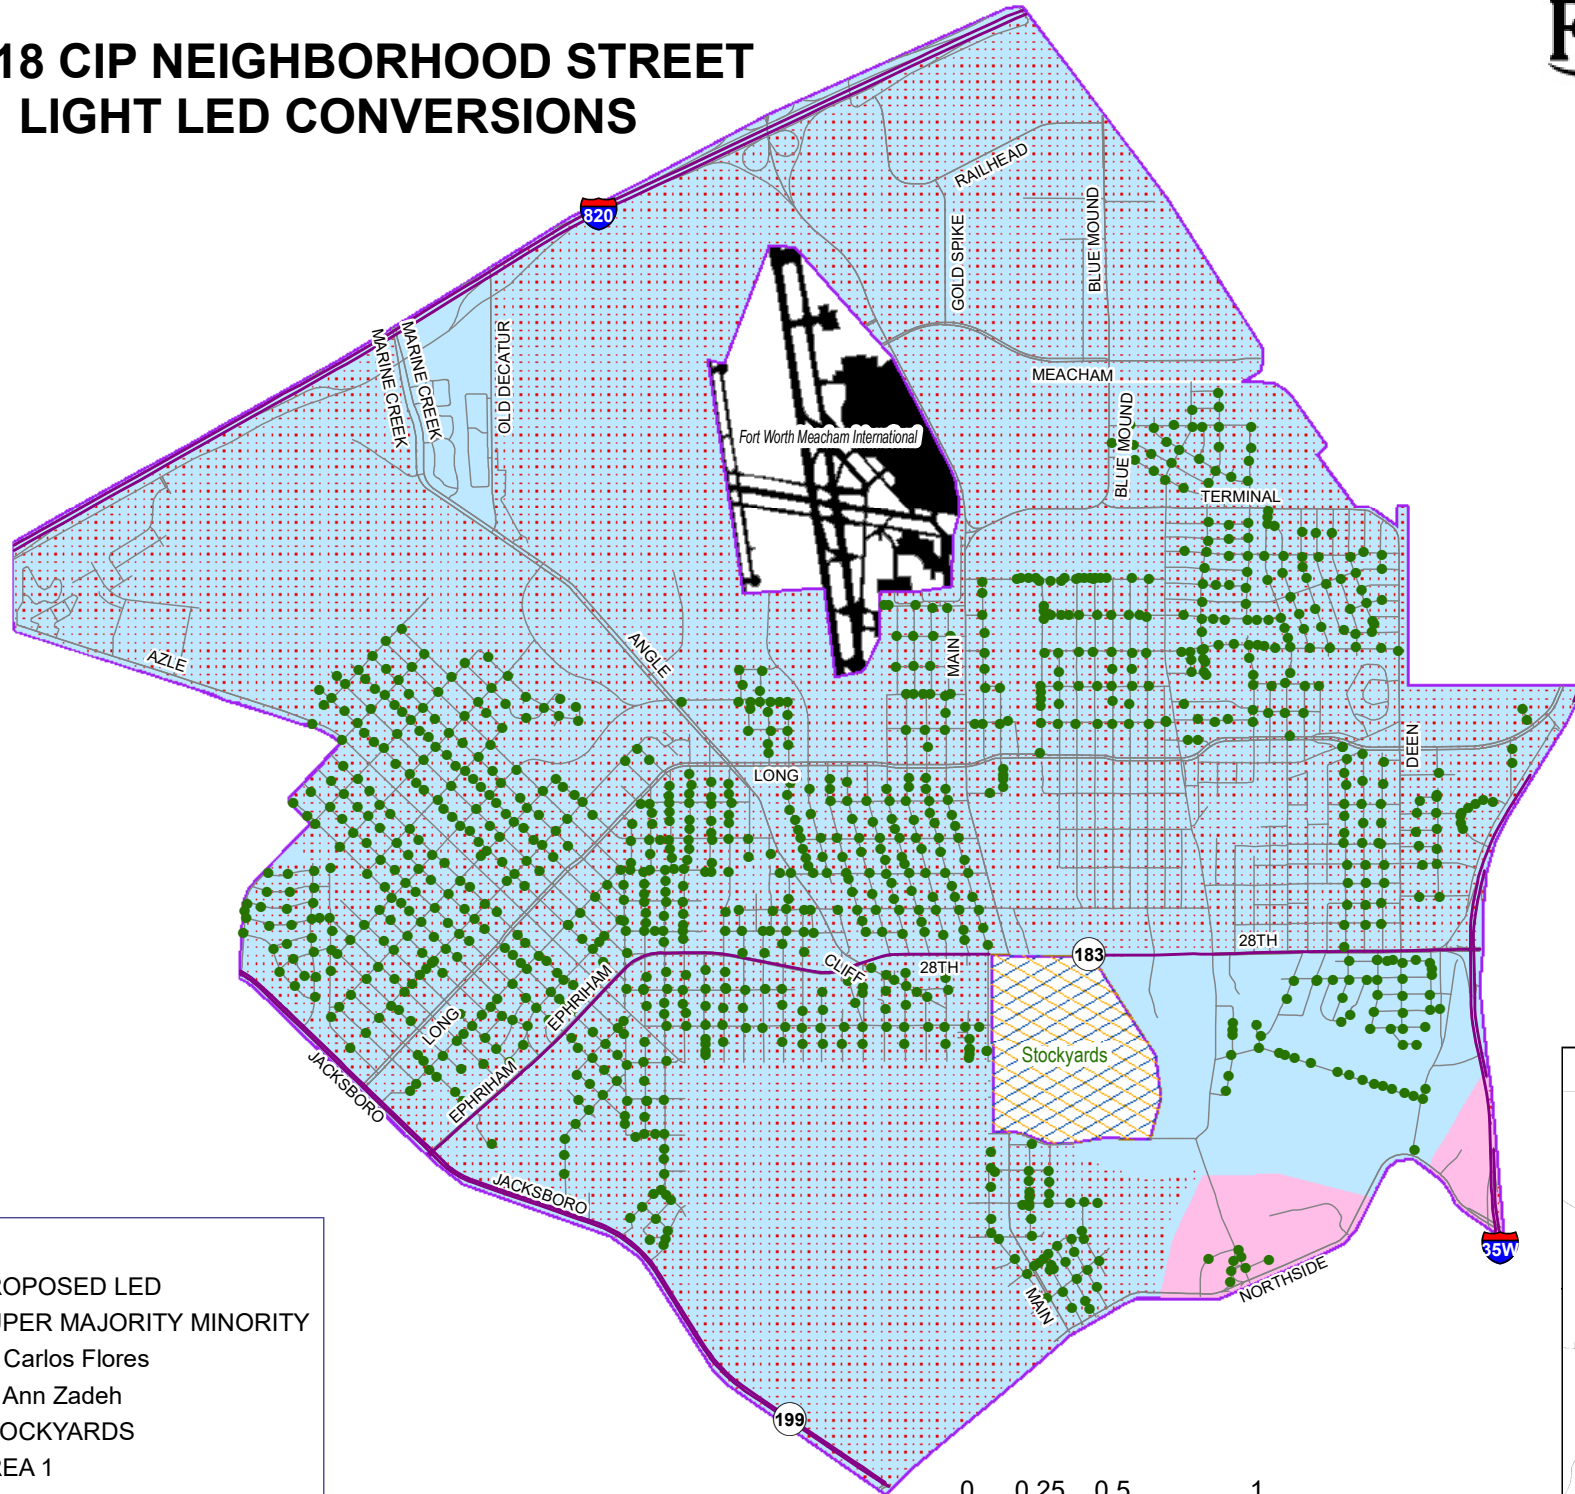 18 CIP NEIGHBORHOOD STREET
LIGHT LED CONVERSIONS
F
820
RAILHEAD
GOLD SPIKE
BLUE MOUND
MARINE CREEK
MARINE CREEK
OLD DECATUR
MEACHAM
BLUE MOUND
Fort Worth Meacham International
TERMINAL
AZLE
ANGLE
MAIN
LONG
DEEN
28TH
183
CLIFF
28TH
EPHRIHAM
LONG
Stockyards
JACKSBORO
EPHRIHAM
JACKSBORO
35W
NORTHSIDE
MAIN
199
ROPOSED LED
UPER MAJORITY MINORITY
Carlos Flores
Ann Zadeh
TOCKYARDS
REA 1
0 0.25 0.5 1